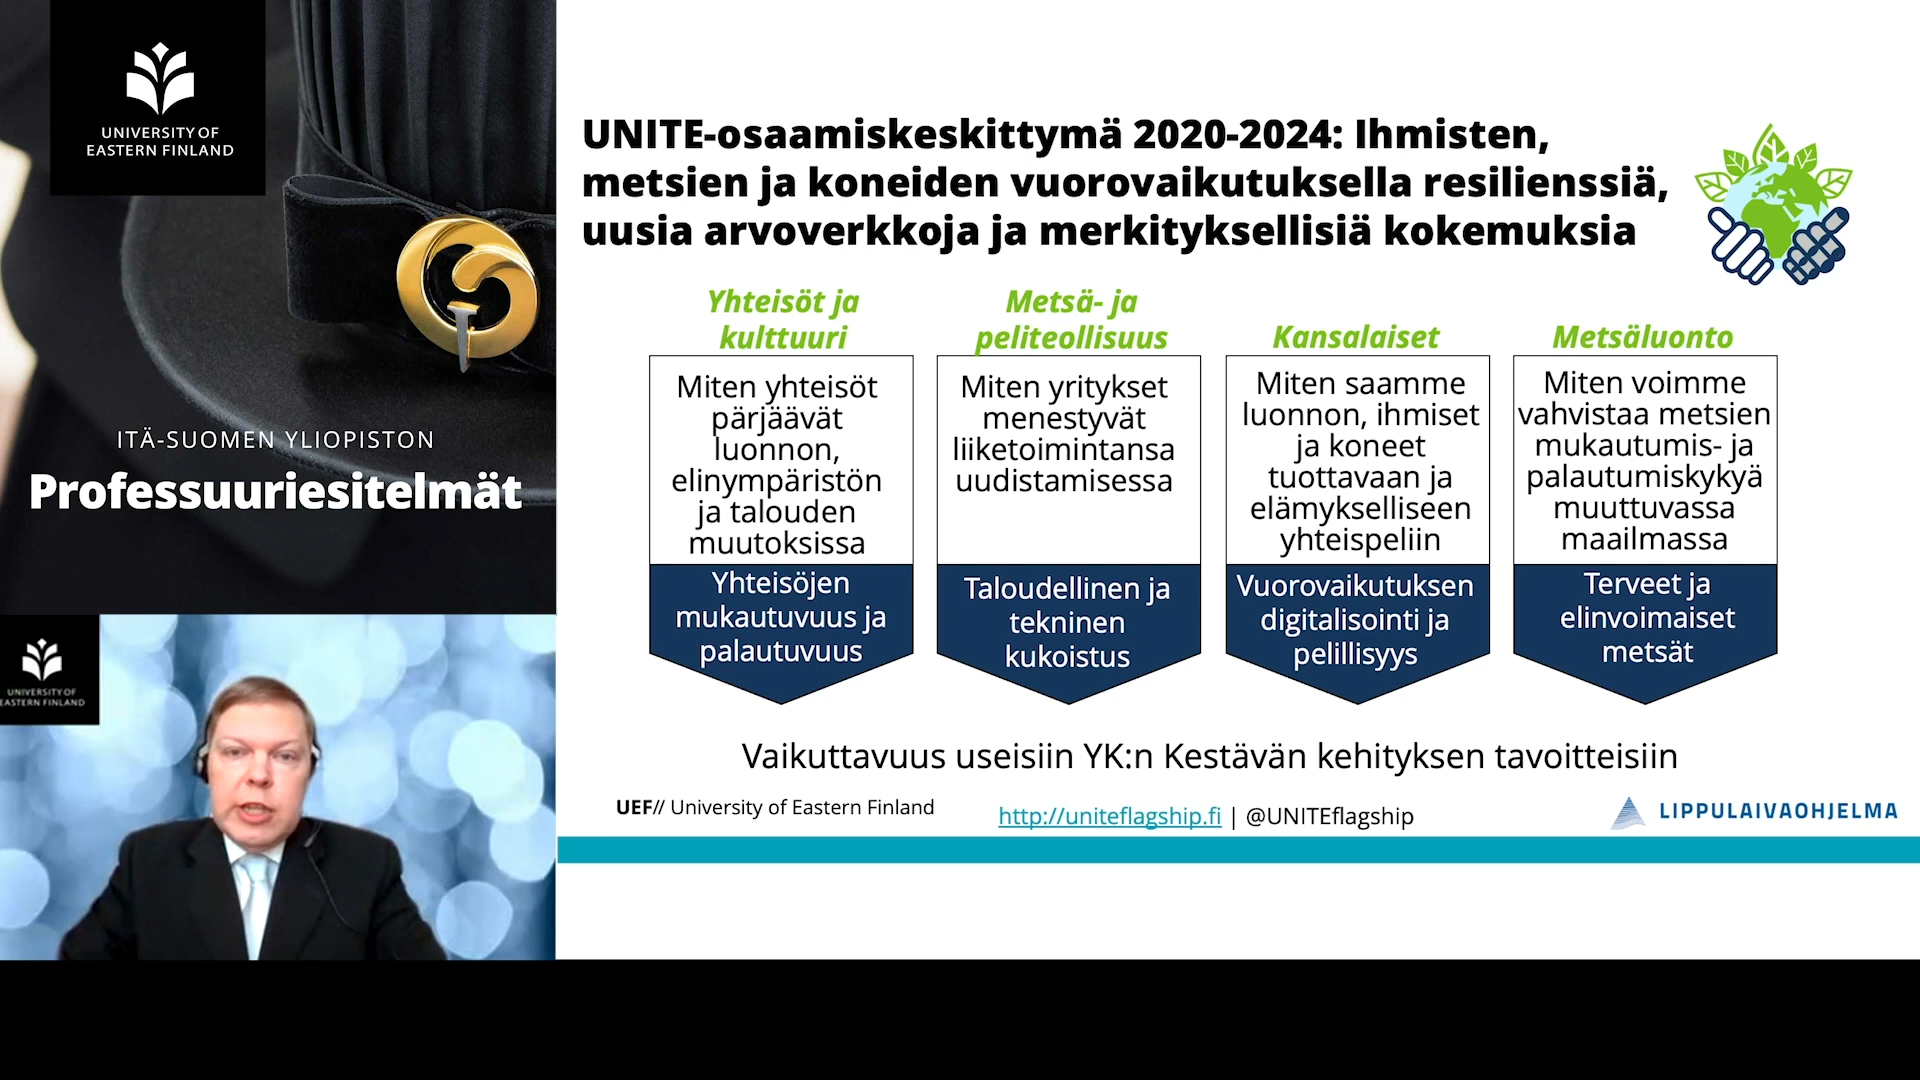 UNIVERSITY OF
EASTERN FINLAND
ITÄ-SUOMEN YLIOPISTON
Professuuriesitelmät
UNIVERSITY OF
EASTERN FINLAND
UNITE-osaamiskeskittymä 2020-2024: Ihmisten,
metsien ja koneiden vuorovaikutuksella resilienssiä,
uusia arvoverkkoja ja merkityksellisiä kokemuksia
Yhteisöt ja
kulttuuri
Miten yhteisöt
pärjäävät
luonnon,
elinympäristön
ja talouden
muutoksissa
Yhteisöjen
mukautuvuus ja
palautuvuus
Metsä- ja
peliteollisuus
Miten yritykset
menestyvät
liiketoimintansa
uudistamisessa
Taloudellinen ja
tekninen
kukoistus
Kansalaiset
Miten saamme
luonnon, ihmiset
ja koneet
tuottavaan ja
elämykselliseen
yhteispeliin
Vuorovaikutuksen
digitalisointi ja
pelillisyys
Metsäluonto
Miten voimme
vahvistaa metsien
mukautumis- ja
palautumiskykyä
muuttuvassa
maailmassa
Terveet ja
elinvoimaiset
metsät
Vaikuttavuus useisiin YK:n Kestävän kehityksen tavoitteisiin
UEF// University of Eastern Finland
http://uniteflagship.fi | @UNITEflagship
LIPPULAIVAOHJELMA